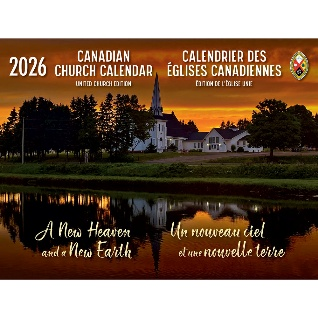 2026
CANADIAN
CHURCH CALENDAR
UNITED CHURCH EDITION
CALENDRIER DES
ÉGLISES CANADIENNES
ÉDITION DE L'ÉGLISE UNIE
A New Heaven
and a New Earth
Un nouveau ciel
et une nouvelle terre